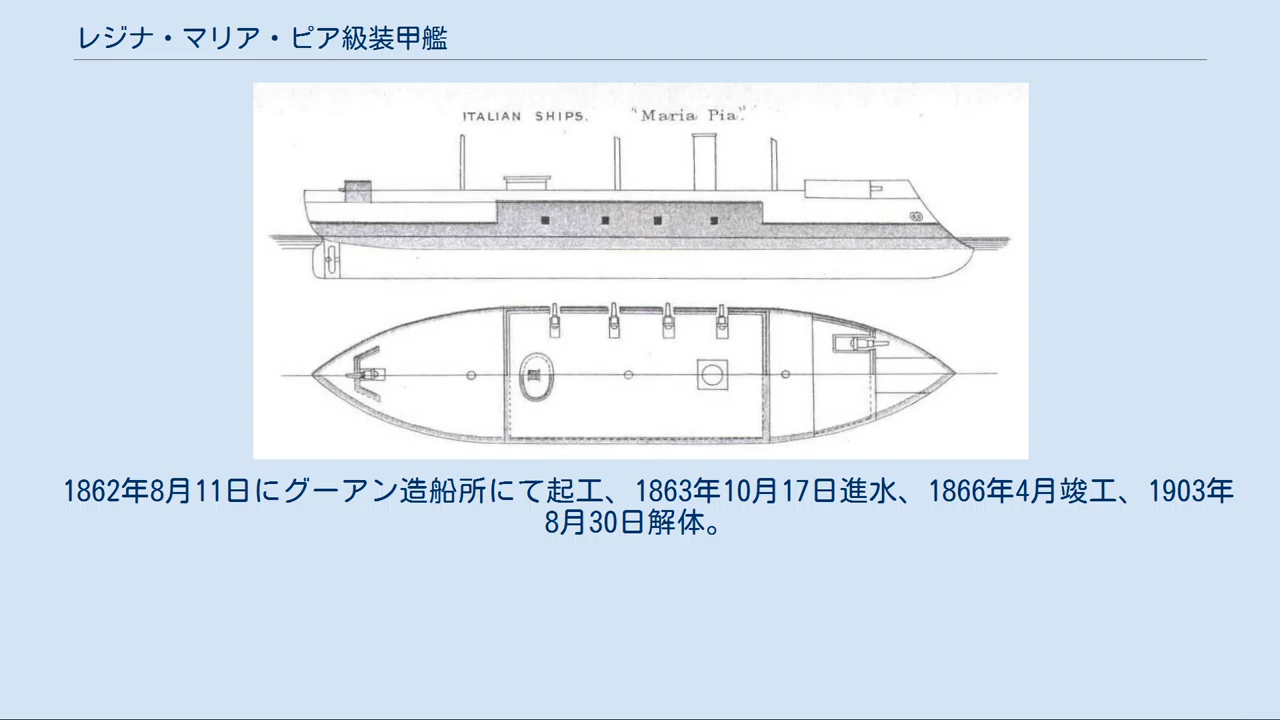 レジナ・マリア・ピア級装甲艦
ITALIAN SHIPS. "Maria Pia".
1862年8月11日にグーアン造船所にて起工、1863年10月17日進水、1866年4月竣工、1903年
8月30日解体。